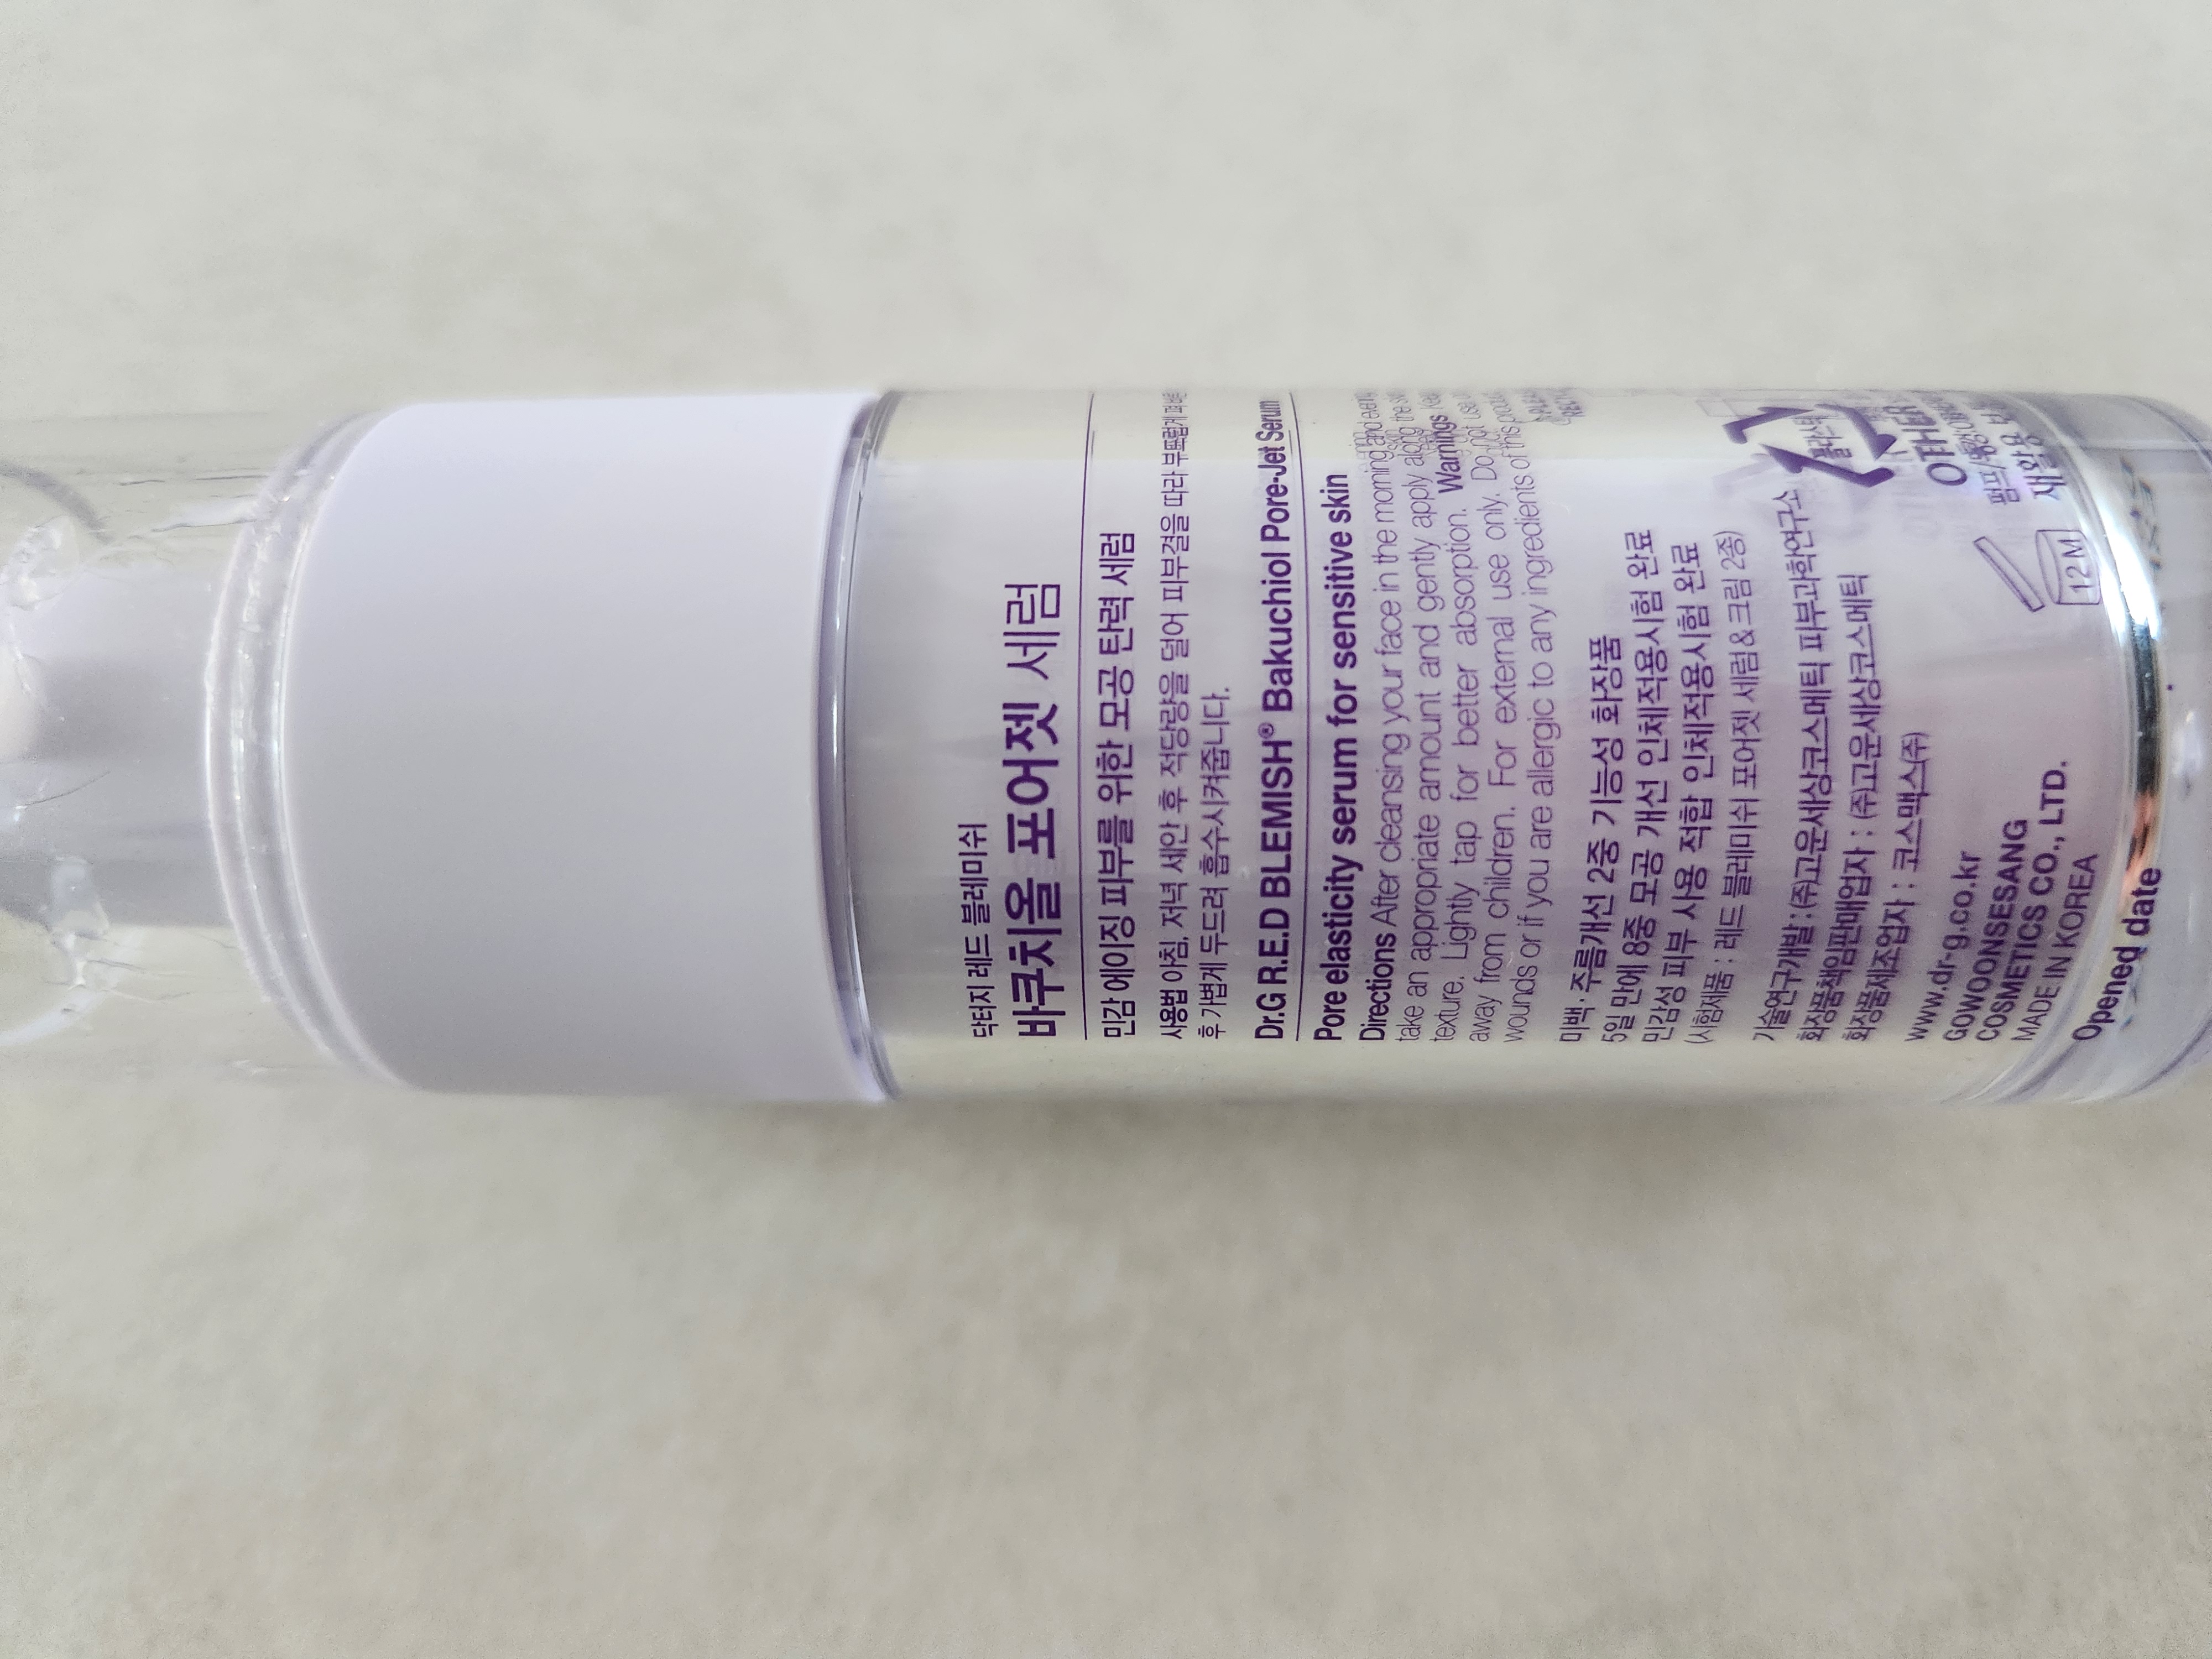 닥터지 레드 블레미쉬
바쿠치올 포어젯 세럼
민감 에이징 피부를 위한 모공 탄력 세럼
사용법 아침, 저녁 세안 후 적당량을 덜어 피부결을 따라 부드럽게 펴바른
후 가볍게 두드려 흡수시켜줍니다.
Dr.G R.E.D BLEMISH® Bakuchiol Pore-Jet Serum
Pore elasticity serum for sensitive skin
Directions After cleansing your face in the morning and
take an appropriate amount and gently apply along the
texture. Lightly tap for better absorption. Warnings
away from children. For external use only. Do not use
wounds or if you are allergic to any ingredients of this
미백·주름개선 2중 기능성 화장품
5일 만에 8중 모공 개선 인체적용시험 완료
민감성 피부 사용 적합 인체적용시험 완료
(시험제품 : 레드 블레미쉬 포어젯 세럼&크림 2종)
기술연구개발 : (주)고운세상코스메틱 피부과학연구소
화장품책임판매업자 : (주)고운세상코스메틱
화장품제조업자 : 코스맥스(주)
www.dr-g.co.kr
GOWOONSESANG
COSMETICS CO., LTD.
MADE IN KOREA
Opened date
12M
플라스틱
OTHER